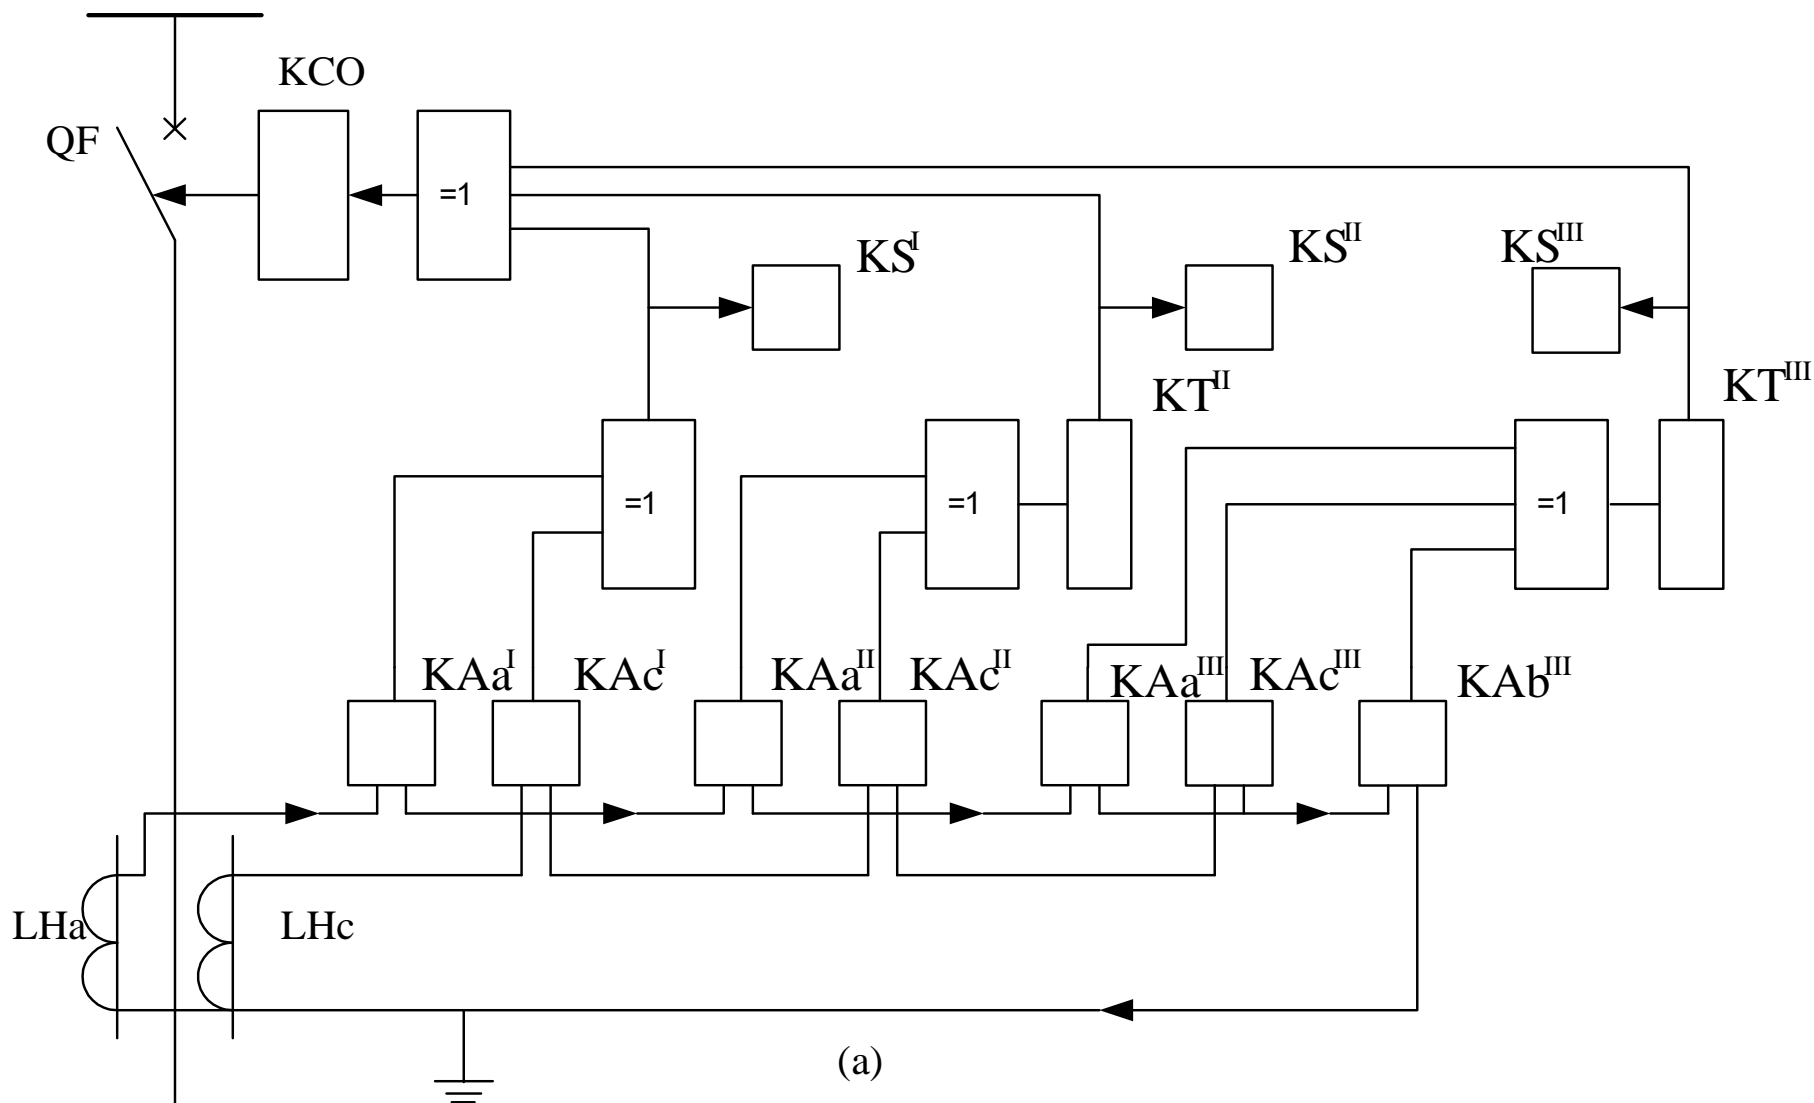 KCO
QF
=1
KS^I
KS^II
KS^III
KT^II
KT^III
=1
=1
=1
KAa^I
KAc^I
KAa^II
KAc^II
KAa^III
KAc^III
KAb^III
LHa
LHc
(a)